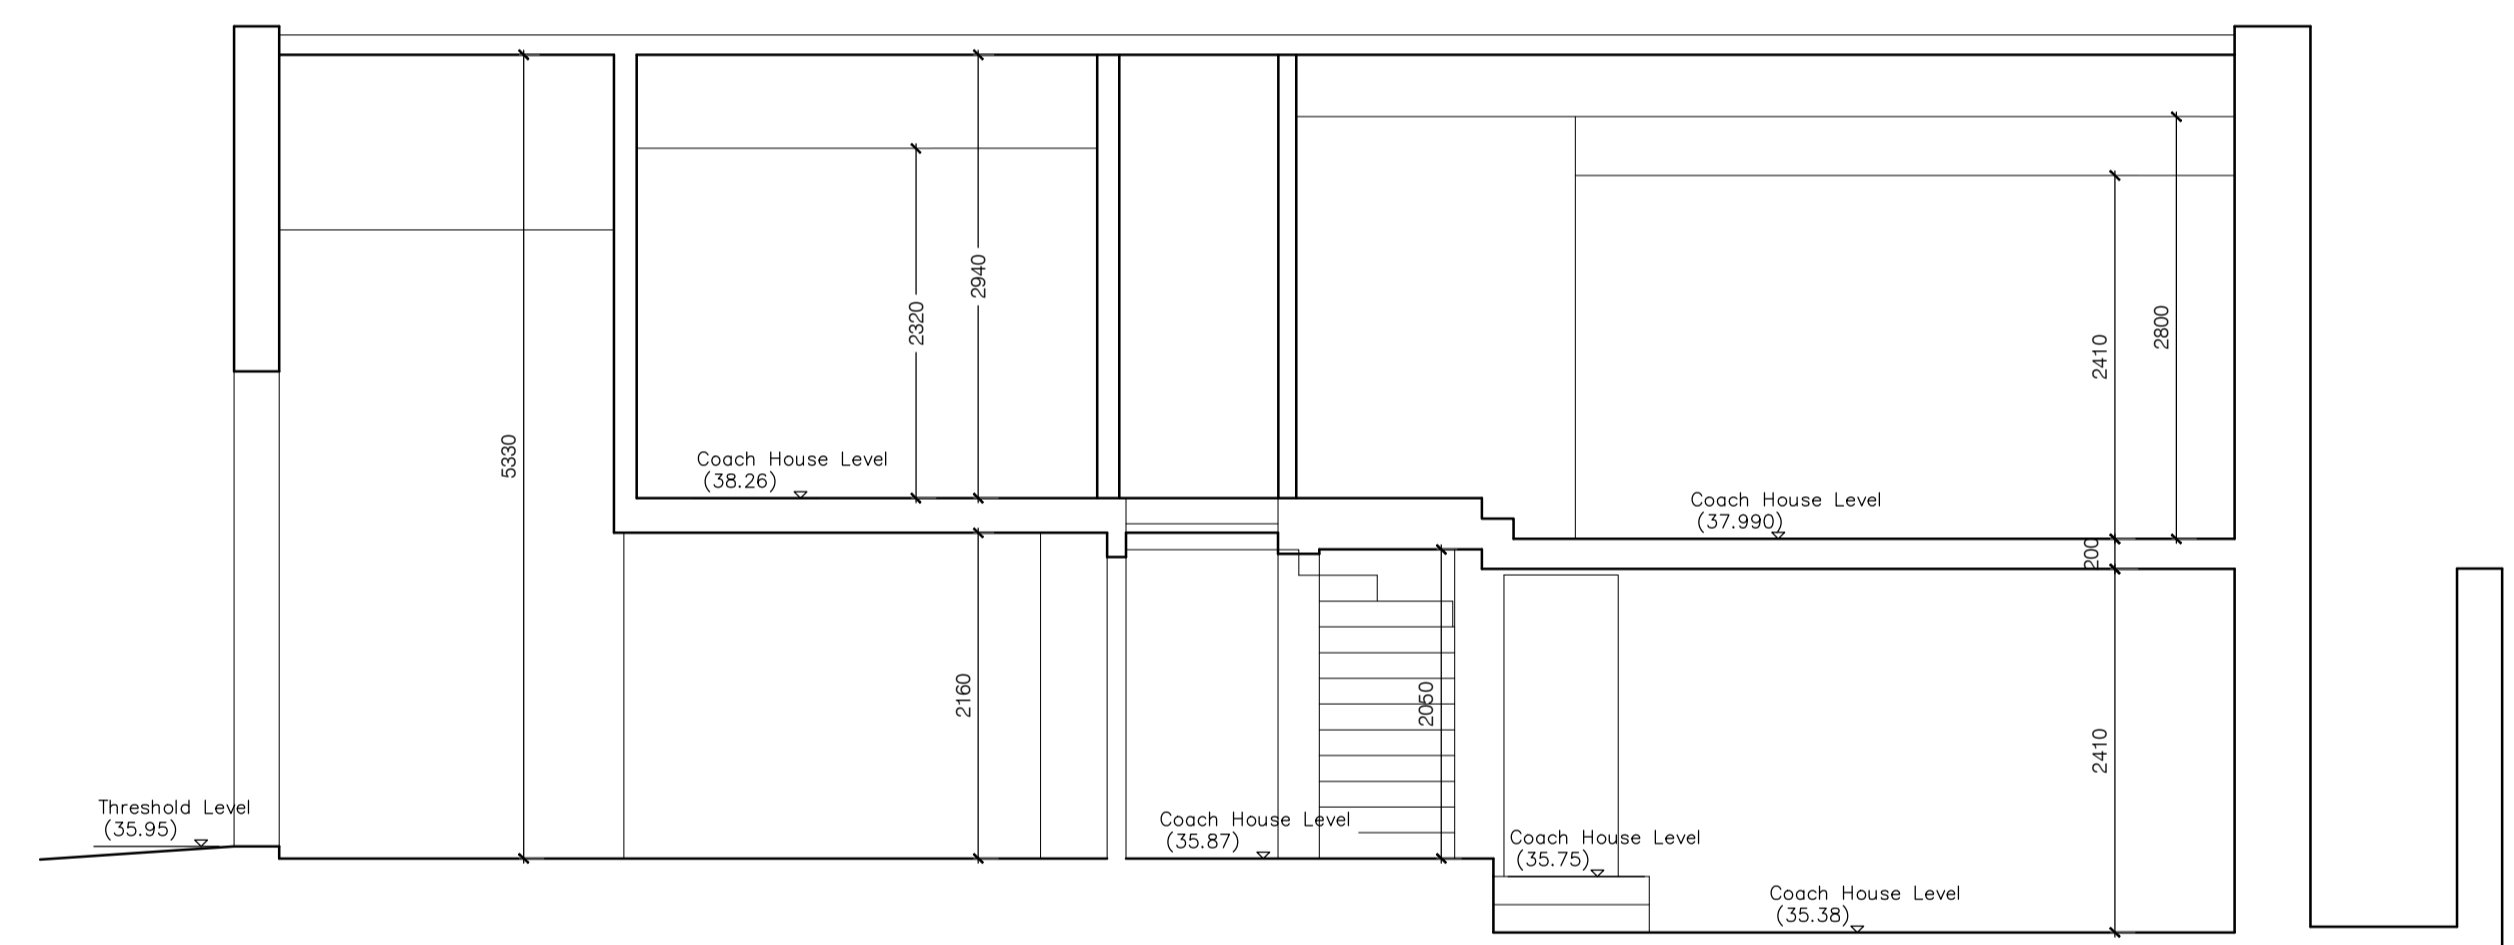 2940
2320
2800
2410
5330
Coach House Level
(38.26)
Coach House Level
(37.990)
200
2160
2050
2410
Threshold Level
(35.95)
Coach House Level
(35.87)
Coach House Level
(35.75)
Coach House Level
(35.38)